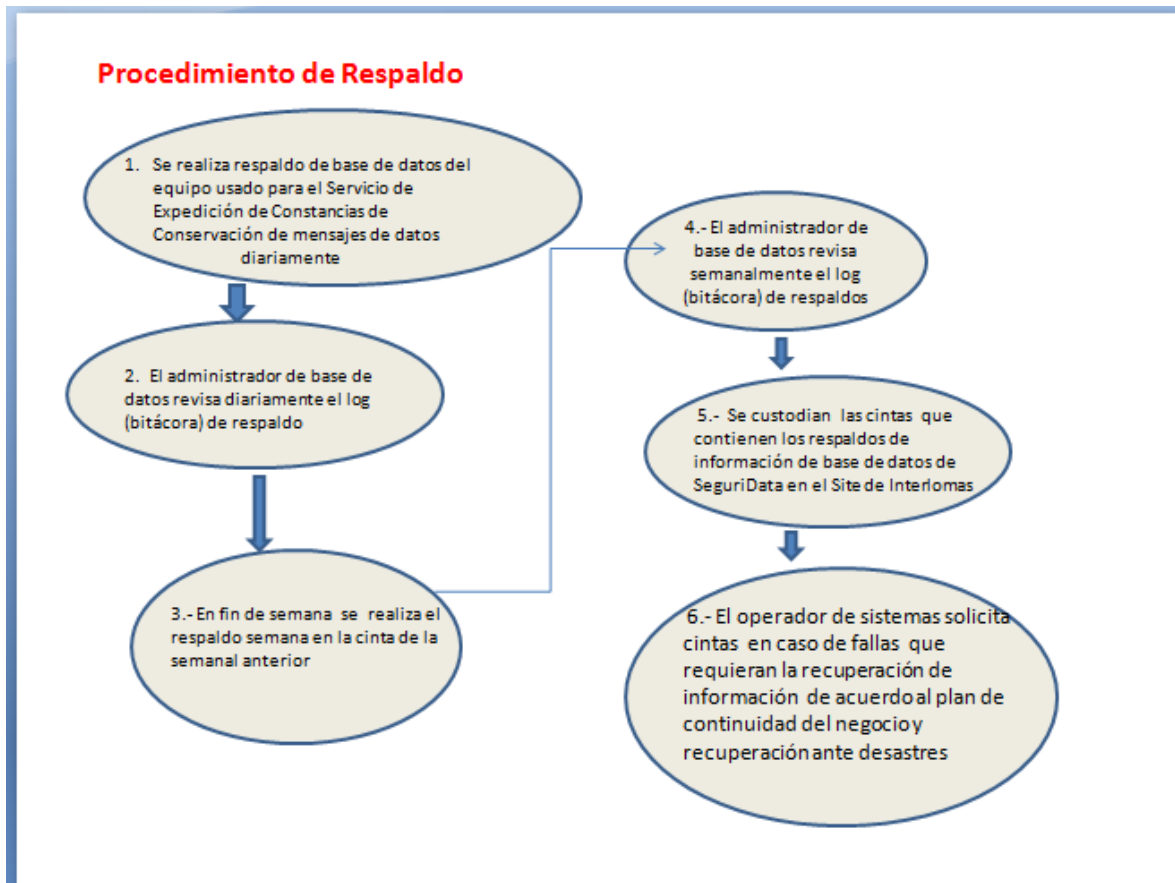 Procedimiento de Respaldo
1. Se realiza respaldo de base de datos del
equipo usado para el Servicio de
Expedición de Constancias de
Conservación de mensajes de datos
diariamente
2. El administrador de base de
datos revisa diariamente el log
(bitácora) de respaldo
3.- En fin de semana se realiza el
respaldo semana en la cinta de la
semanal anterior
4.- El administrador de
base de datos revisa
semanalmente el log
(bitácora) de respaldos
5.- Se custodian las cintas que
contienen los respaldos de
información de base de datos de
SeguriData en el Site de Interlomas
6.- El operador de sistemas solicita
cintas en caso de fallas que
requieran la recuperación de
información de acuerdo al plan de
continuidad del negocio y
recuperación ante desastres